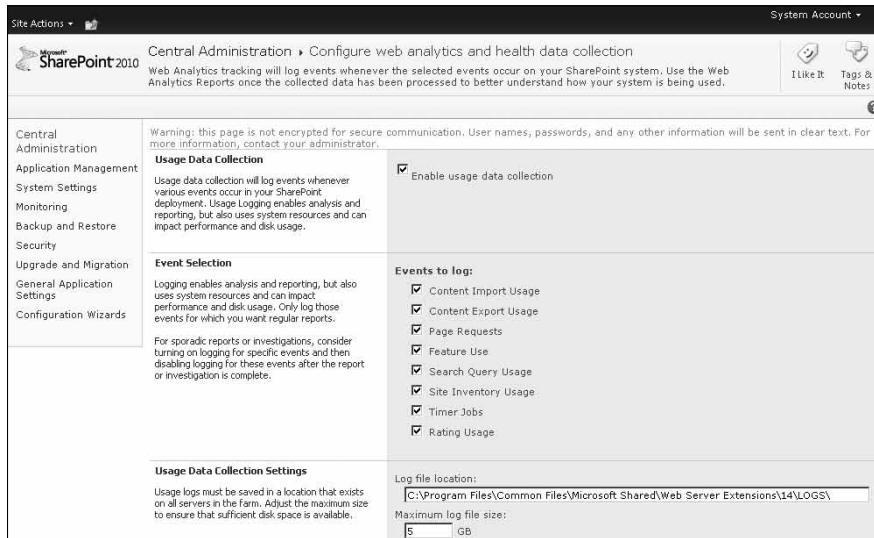 System Account
Site Actions
Microsoft
SharePoint 2010
Central Administration ▸ Configure web analytics and health data collection
Web Analytics tracking will log events whenever the selected events occur on your SharePoint system. Use the Web
Analytics Reports once the collected data has been processed to better understand how your system is being used.
I Like It
Tags &
Notes
Central
Administration
Application Management
System Settings
Monitoring
Backup and Restore
Security
Upgrade and Migration
General Application
Settings
Configuration Wizards
Warning: this page is not encrypted for secure communication. User names, passwords, and any other information will be sent in clear text. For
more information, contact your administrator.
Usage Data Collection
Usage data collection will log events whenever
various events occur in your SharePoint
deployment. Usage Logging enables analysis and
reporting, but also uses system resources and can
impact performance and disk usage.
Enable usage data collection
Event Selection
Logging enables analysis and reporting, but also
uses system resources and can impact
performance and disk usage. Only log those
events for which you want regular reports.
For sporadic reports or investigations, consider
turning on logging for specific events and then
disabling logging for these events after the report
or investigation is complete.
Events to log:
Content Import Usage
Content Export Usage
Page Requests
Feature Use
Search Query Usage
Site Inventory Usage
Timer Jobs
Rating Usage
Usage Data Collection Settings
Usage logs must be saved in a location that exists
on all servers in the farm. Adjust the maximum size
to ensure that sufficient disk space is available.
Log file location:
C:\Program Files\Common Files\Microsoft Shared\Web Server Extensions\14\LOGS\
Maximum log file size:
5 GB